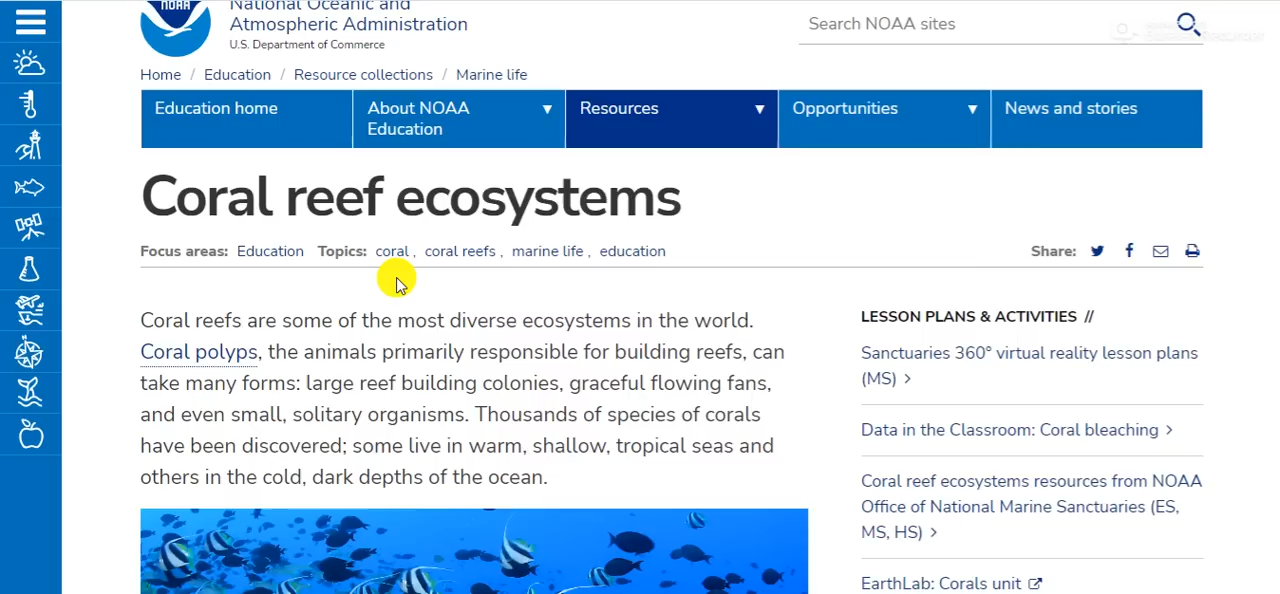 NOAA
National Oceanic and
Atmospheric Administration
U.S. Department of Commerce
Search NOAA sites
Home / Education / Resource collections / Marine life
Education home
About NOAA
Education
Resources
Opportunities
News and stories
Coral reef ecosystems
Focus areas: Education Topics: coral , coral reefs , marine life , education
Share:
Coral reefs are some of the most diverse ecosystems in the world.
Coral polyps, the animals primarily responsible for building reefs, can
take many forms: large reef building colonies, graceful flowing fans,
and even small, solitary organisms. Thousands of species of corals
have been discovered; some live in warm, shallow, tropical seas and
others in the cold, dark depths of the ocean.
LESSON PLANS & ACTIVITIES //
Sanctuaries 360° virtual reality lesson plans
(MS) >
Data in the Classroom: Coral bleaching >
Coral reef ecosystems resources from NOAA
Office of National Marine Sanctuaries (ES,
MS, HS) >
EarthLab: Corals unit